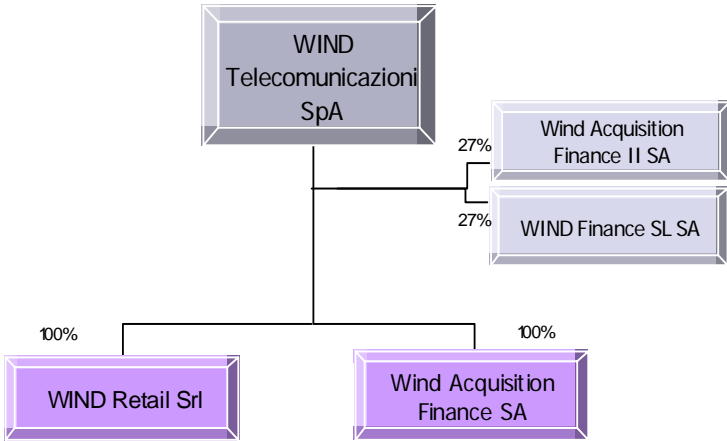 WIND
Telecomunicazioni
SpA
27%
Wind Acquisition
Finance II SA
27%
WIND Finance SL SA
100%
100%
WIND Retail Srl
Wind Acquisition
Finance SA